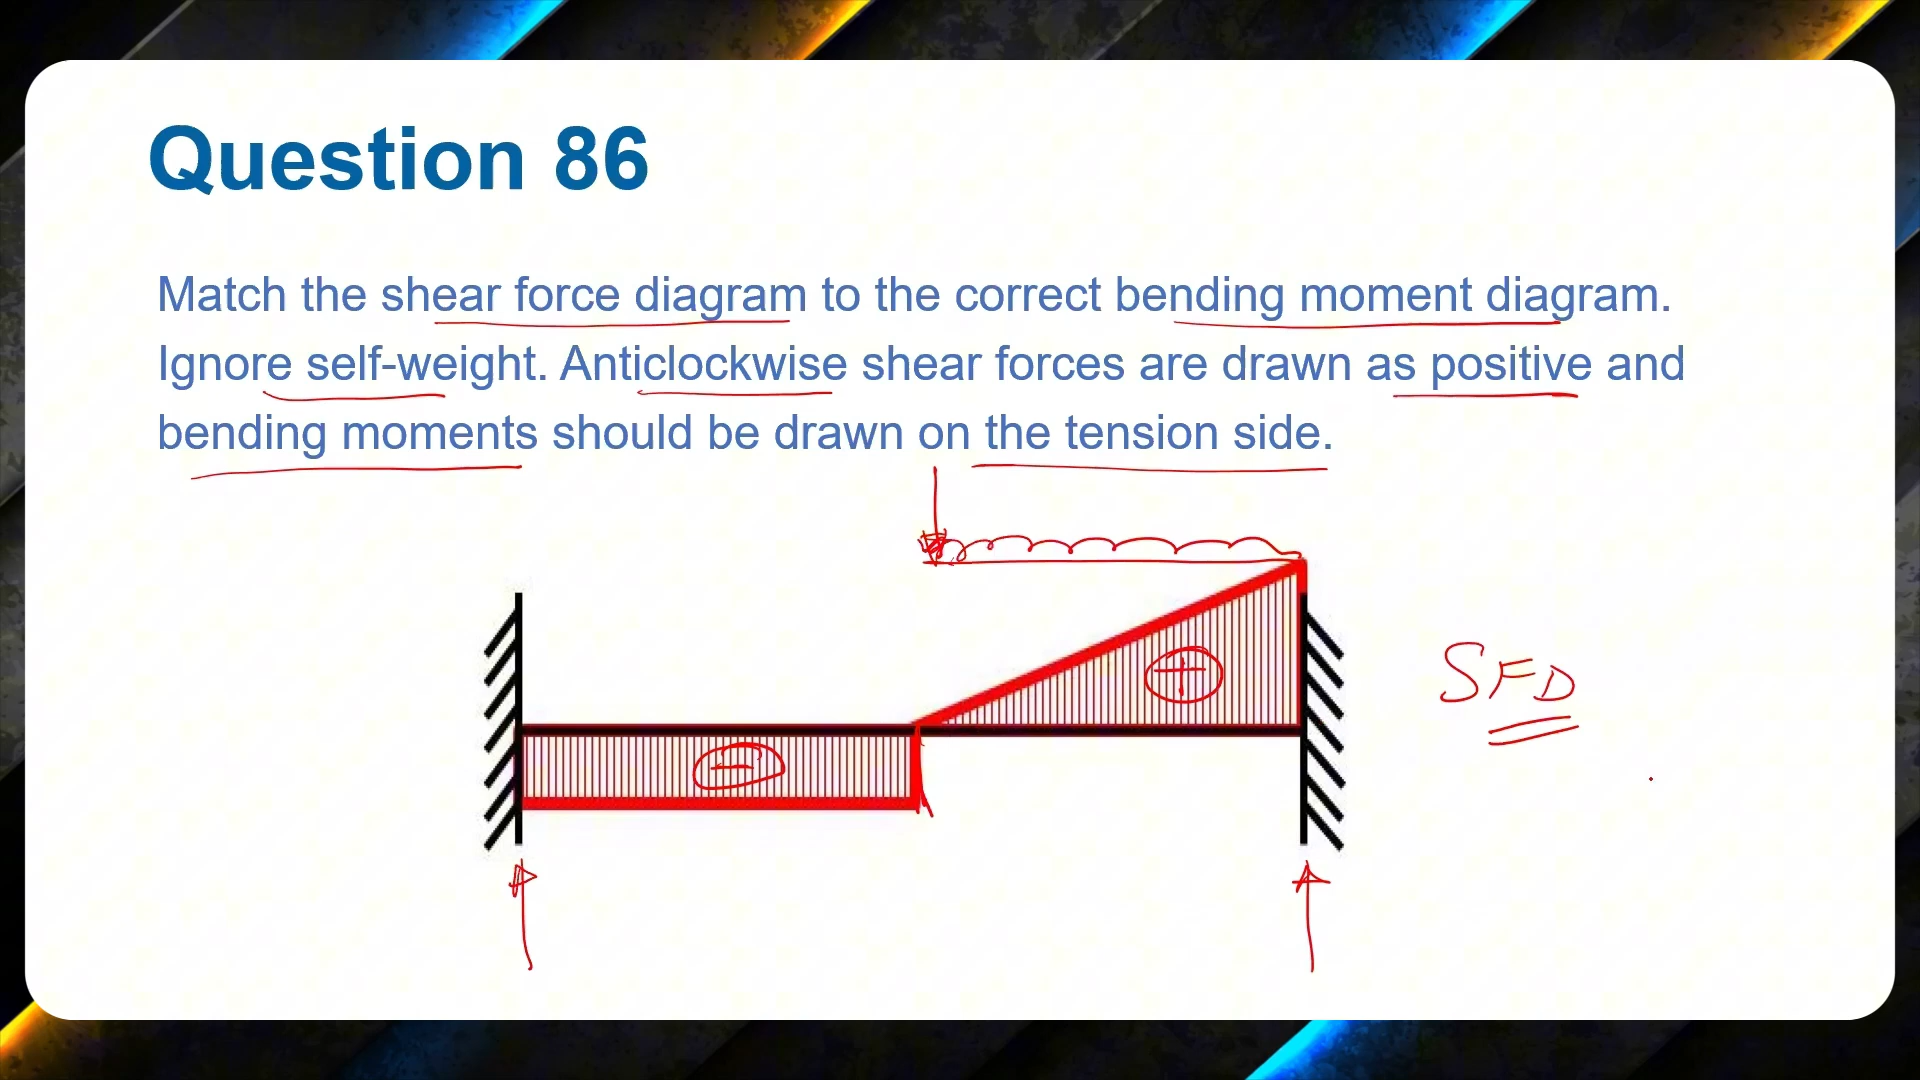 Question 86
Match the shear force diagram to the correct bending moment diagram.
Ignore self-weight. Anticlockwise shear forces are drawn as positive and
bending moments should be drawn on the tension side.
+
SFD
−